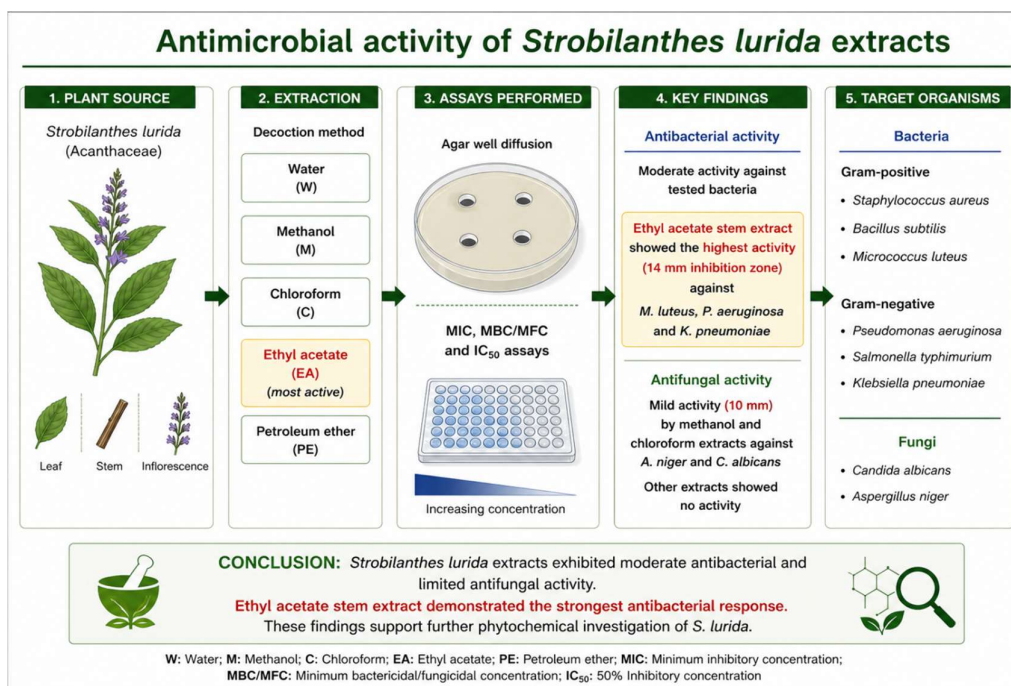 Antimicrobial activity of Strobilanthes lurida extracts
1. PLANT SOURCE
Strobilanthes lurida
(Acanthaceae)
Leaf
Stem
Inflorescence
2. EXTRACTION
Decoction method
Water
(W)
Methanol
(M)
Chloroform
(C)
Ethyl acetate
(EA)
(most active)
Petroleum ether
(PE)
3. ASSAYS PERFORMED
Agar well diffusion
MIC, MBC/MFC
and IC₅₀ assays
Increasing concentration
4. KEY FINDINGS
Antibacterial activity
Moderate activity against
tested bacteria
Ethyl acetate stem extract
showed the highest activity
(14 mm inhibition zone)
against
M. luteus, P. aeruginosa
and K. pneumoniae
Antifungal activity
Mild activity (10 mm)
by methanol and
chloroform extracts against
A. niger and C. albicans
Other extracts showed
no activity
5. TARGET ORGANISMS
Bacteria
Gram-positive
• Staphylococcus aureus
• Bacillus subtilis
• Micrococcus luteus
Gram-negative
• Pseudomonas aeruginosa
• Salmonella typhimurium
• Klebsiella pneumoniae
Fungi
• Candida albicans
• Aspergillus niger
CONCLUSION: Strobilanthes lurida extracts exhibited moderate antibacterial and
limited antifungal activity.
Ethyl acetate stem extract demonstrated the strongest antibacterial response.
These findings support further phytochemical investigation of S. lurida.
W: Water; M: Methanol; C: Chloroform; EA: Ethyl acetate; PE: Petroleum ether; MIC: Minimum inhibitory concentration;
MBC/MFC: Minimum bactericidal/fungicidal concentration; IC₅₀: 50% Inhibitory concentration